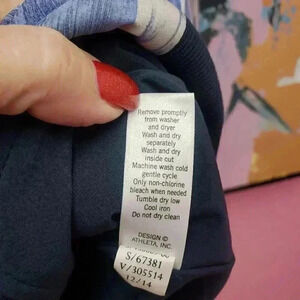 Remove promptly
from washer
and dryer
Wash and dry
separately
Wash and dry
inside out
Machine wash cold
gentle cycle
Only non-chlorine
bleach when needed
Tumble dry low
Cool iron
Do not dry clean
DESIGN ©
ATHLETA, INC.
S/67381
V/305514
12/14